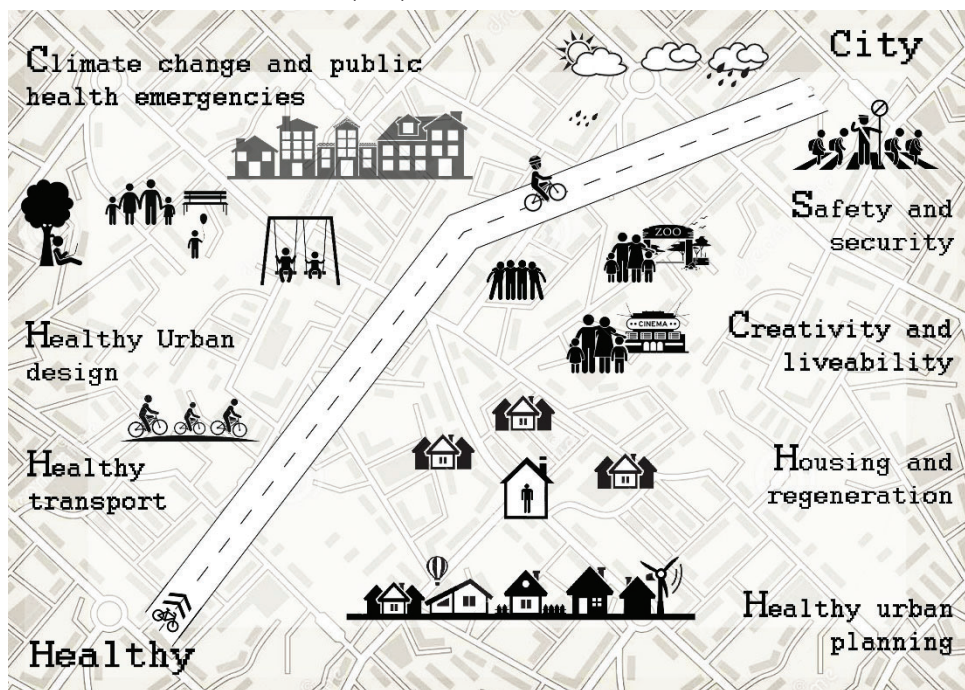 City
Climate change and public
health emergencies
Safety and
security
ZOO
Healthy Urban
design
CINEMA
Creativity and
liveability
Healthy
transport
Housing and
regeneration
Healthy urban
planning
Healthy